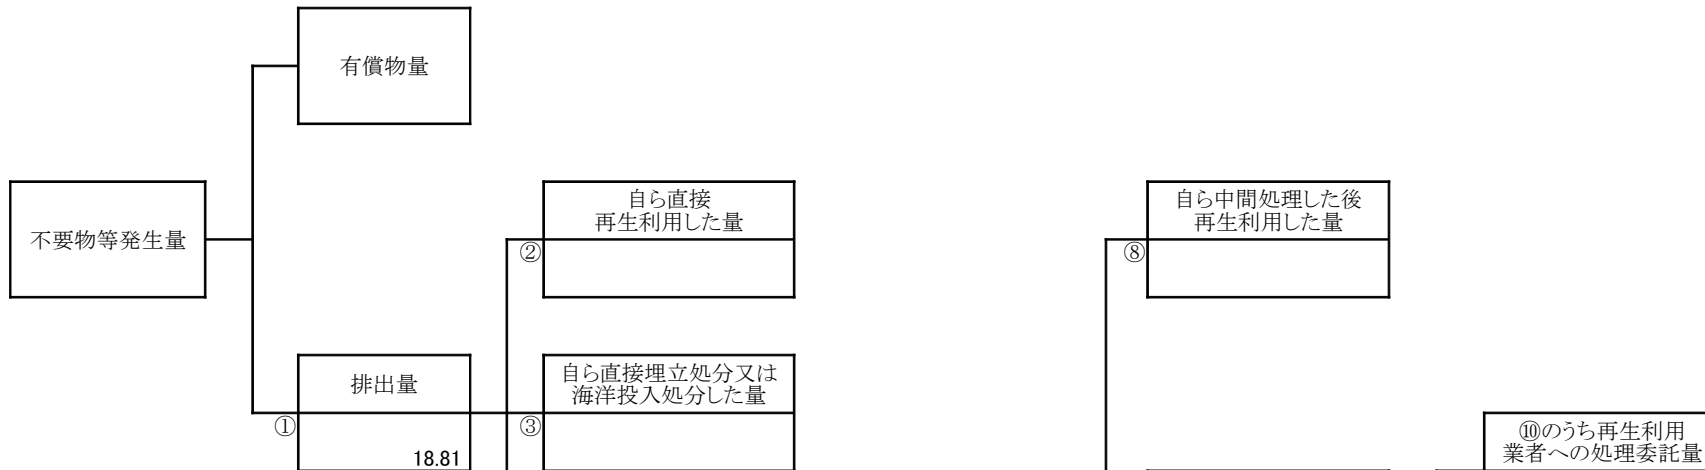 有償物量
不要物等発生量
自ら直接
再生利用した量
②
自ら中間処理した後
再生利用した量
⑧
排出量
①
18.81
自ら直接埋立処分又は
海洋投入処分した量
③
⑩のうち再生利用
業者への処理委託量